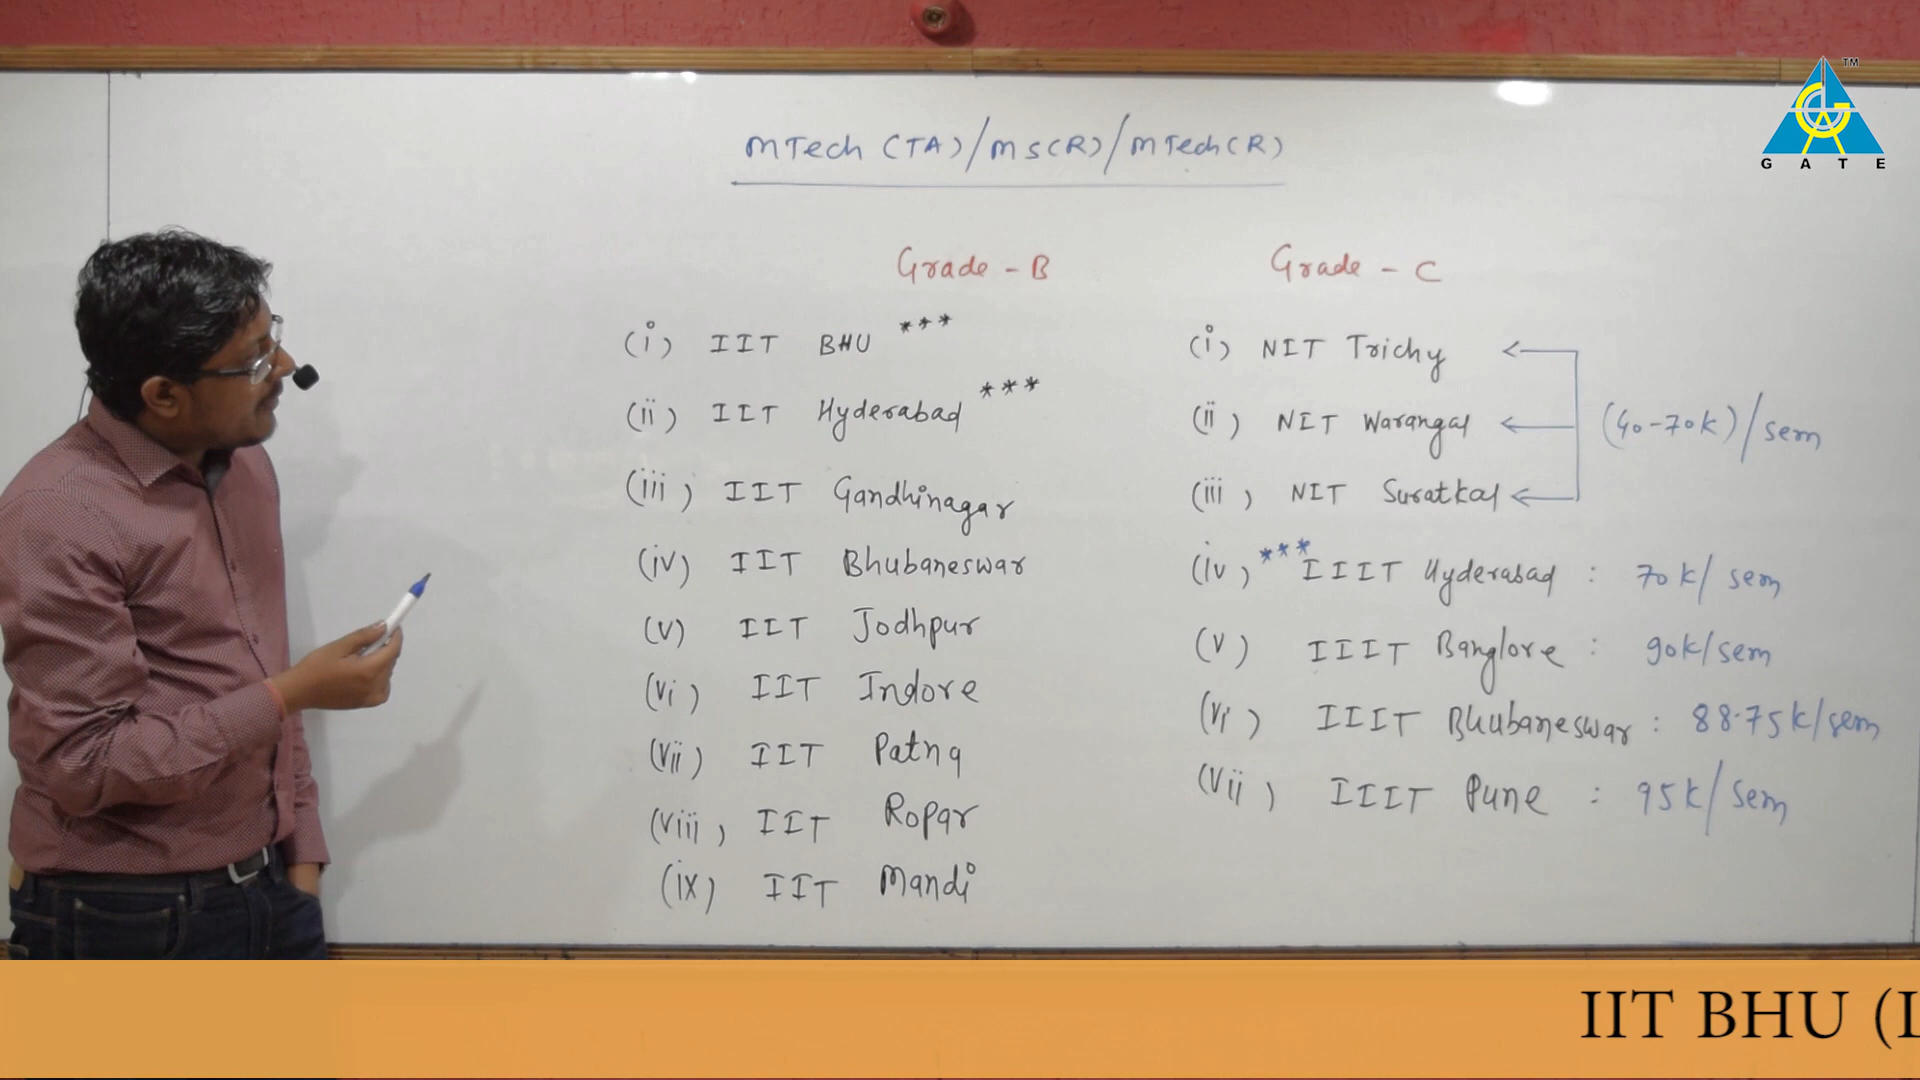 TM
GATE
MTech (TA)/MS(R)/MTech(R)
Grade - B
(i) IIT BHU ***
(ii) IIT Hyderabad ***
(iii) IIT Gandhinagar
(iv) IIT Bhubaneswar
(v) IIT Jodhpur
(vi) IIT Indore
(vii) IIT Patna
(viii) IIT Ropar
(ix) IIT Mandi
Grade - C
(i) NIT Trichy
(ii) NIT Warangal
(iii) NIT Suratkal
(40-70k)/sem
(iv) *** IIIT Hyderabad : 70k/sem
(v) IIIT Banglore : 90k/sem
(vi) IIIT Bhubaneswar : 88.75k/sem
(vii) IIIT Pune : 95k/sem
IIT BHU (